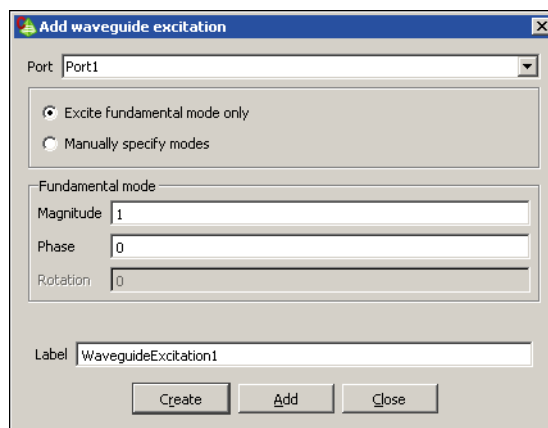 Add waveguide excitation
Port Port1
Excite fundamental mode only
Manually specify modes
Fundamental mode
Magnitude 1
Phase 0
Rotation 0
Label WaveguideExcitation1
Create Add Close